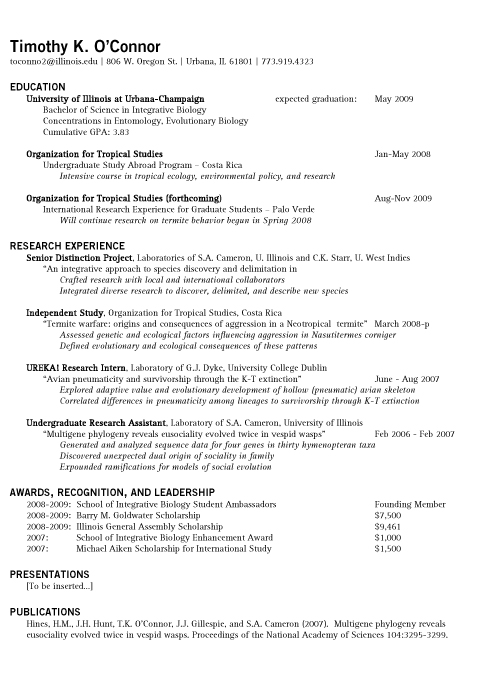 Timothy K. O'Connor
toconno2@illinois.edu | 806 W. Oregon St. | Urbana, IL 61801 | 773.919.4323
EDUCATION
University of Illinois at Urbana-Champaign expected graduation: May 2009
Bachelor of Science in Integrative Biology
Concentrations in Entomology, Evolutionary Biology
Cumulative GPA: 3.83
Organization for Tropical Studies Jan-May 2008
Undergraduate Study Abroad Program – Costa Rica
Intensive course in tropical ecology, environmental policy, and research
Organization for Tropical Studies (forthcoming) Aug-Nov 2009
International Research Experience for Graduate Students – Palo Verde
Will continue research on termite behavior begun in Spring 2008
RESEARCH EXPERIENCE
Senior Distinction Project, Laboratories of S.A. Cameron, U. Illinois and C.K. Starr, U. West Indies
"An integrative approach to species discovery and delimitation in
Crafted research with local and international collaborators
Integrated diverse research to discover, delimited, and describe new species
Independent Study, Organization for Tropical Studies, Costa Rica
"Termite warfare: origins and consequences of aggression in a Neotropical termite" March 2008-p
Assessed genetic and ecological factors influencing aggression in Nasutitermes corniger
Defined evolutionary and ecological consequences of these patterns
UREKA! Research Intern, Laboratory of G.J. Dyke, University College Dublin
"Avian pneumaticity and survivorship through the K-T extinction" June – Aug 2007
Explored adaptive value and evolutionary development of hollow (pneumatic) avian skeleton
Correlated differences in pneumaticity among lineages to survivorship through K-T extinction
Undergraduate Research Assistant, Laboratory of S.A. Cameron, University of Illinois
"Multigene phylogeny reveals eusociality evolved twice in vespid wasps" Feb 2006 – Feb 2007
Generated and analyzed sequence data for four genes in thirty hymenopteran taxa
Discovered unexpected dual origin of sociality in family
Expounded ramifications for models of social evolution
AWARDS, RECOGNITION, AND LEADERSHIP
2008-2009: School of Integrative Biology Student Ambassadors Founding Member
2008-2009: Barry M. Goldwater Scholarship $7,500
2008-2009: Illinois General Assembly Scholarship $9,461
2007: School of Integrative Biology Enhancement Award $1,000
2007: Michael Aiken Scholarship for International Study $1,500
PRESENTATIONS
[To be inserted...]
PUBLICATIONS
Hines, H.M., J.H. Hunt, T.K. O'Connor, J.J. Gillespie, and S.A. Cameron (2007). Multigene phylogeny reveals
eusociality evolved twice in vespid wasps. Proceedings of the National Academy of Sciences 104:3295-3299.